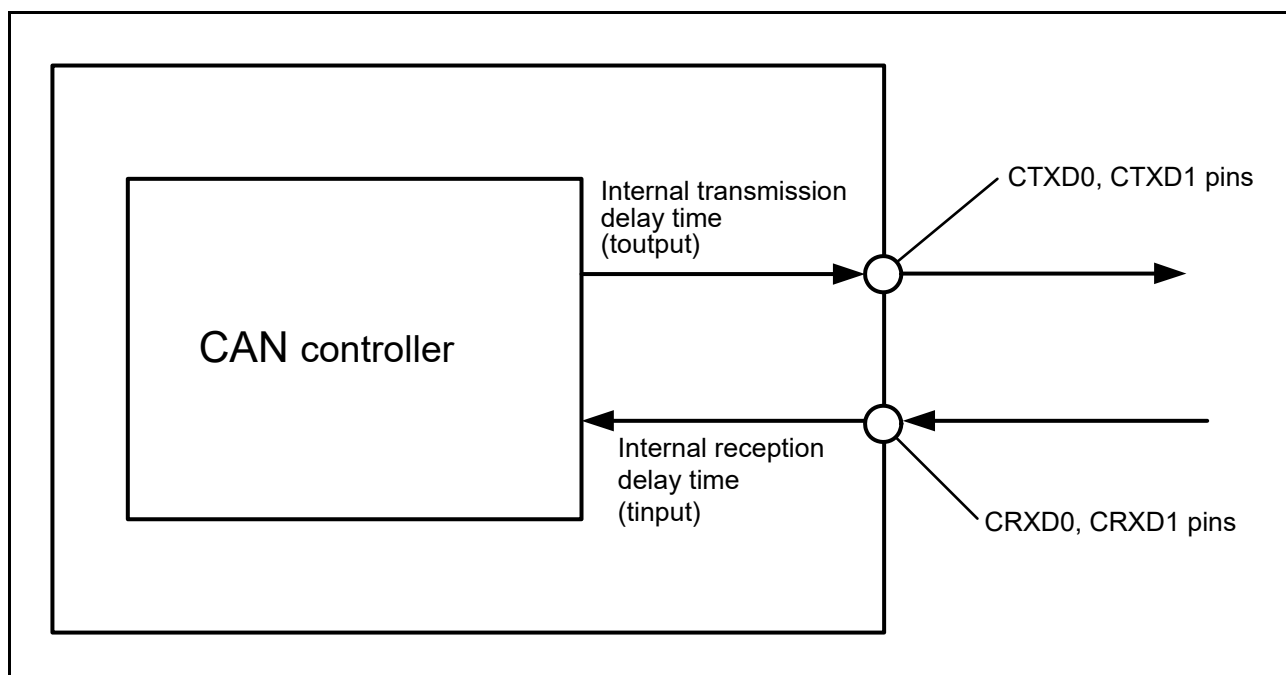 Internal transmission
delay time
(toutput)
CTXD0, CTXD1 pins
CAN controller
Internal reception
delay time
(tinput)
CRXD0, CRXD1 pins